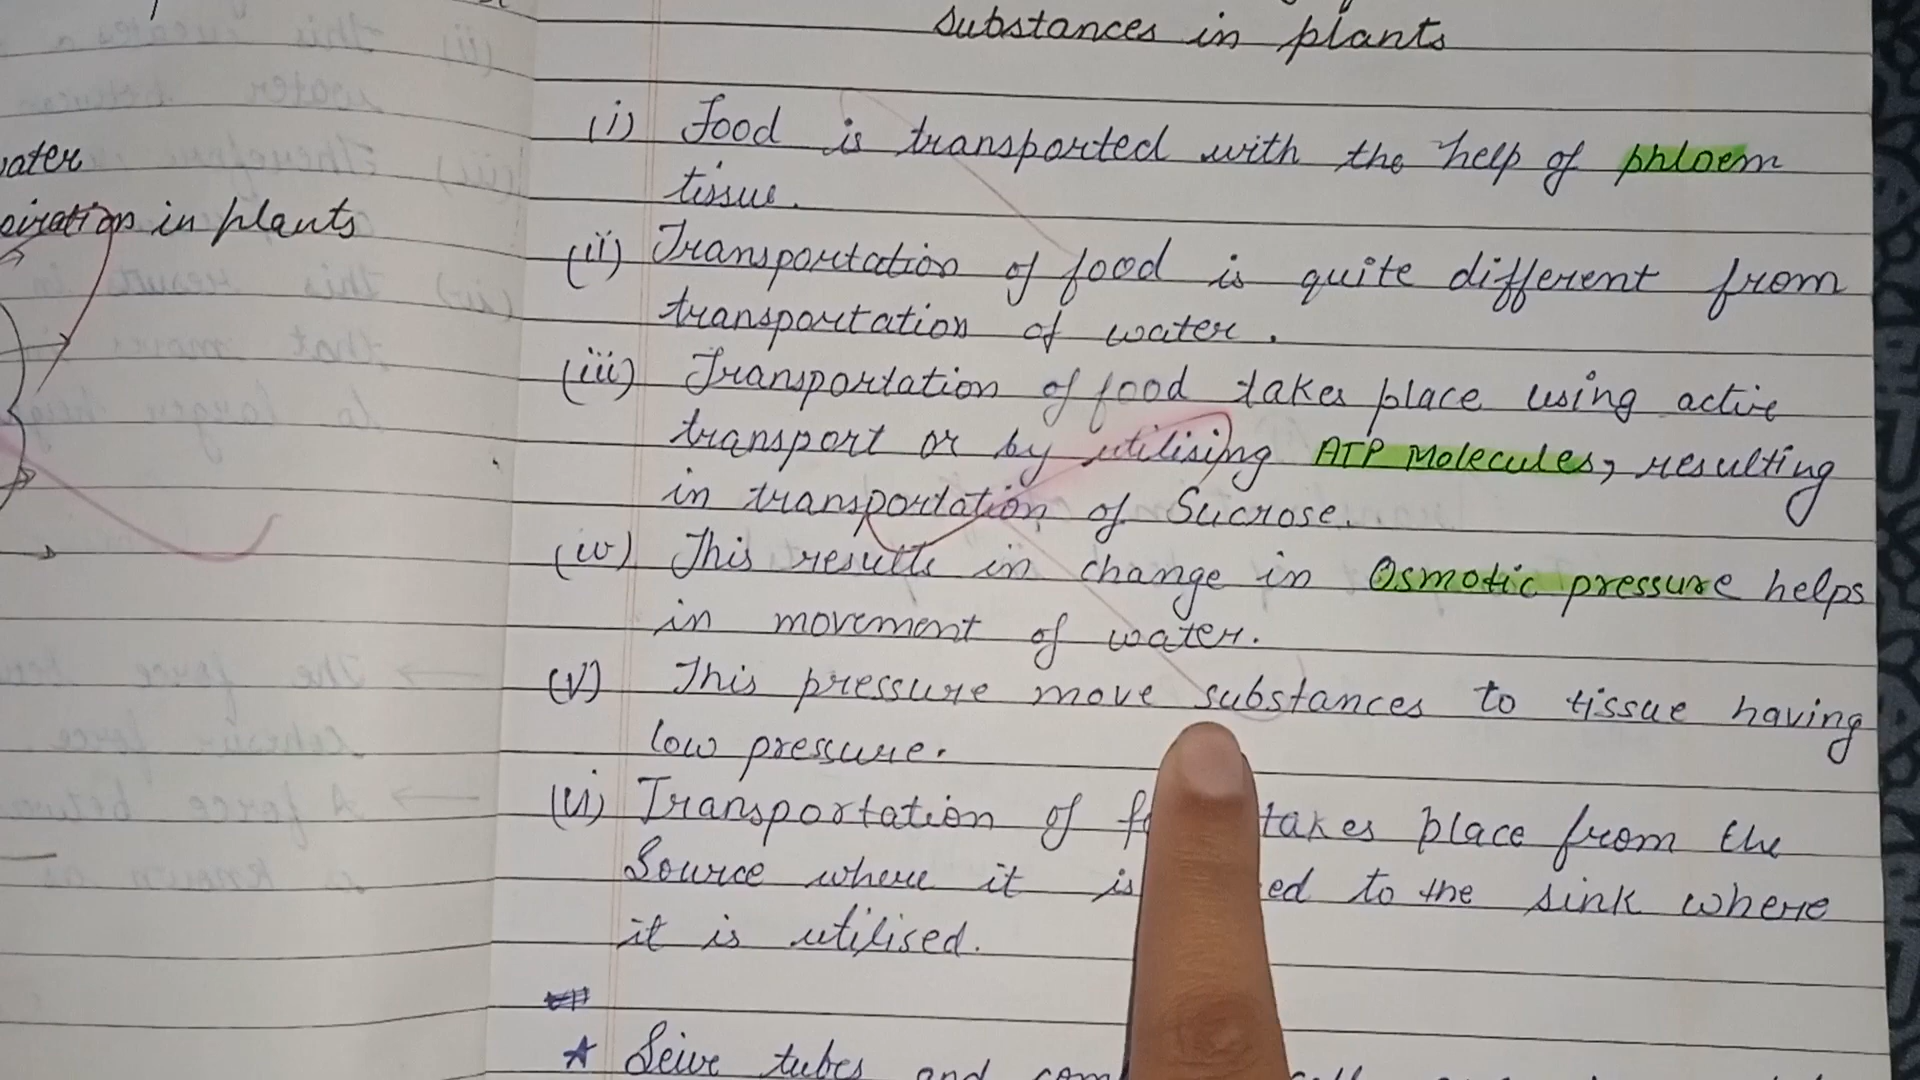 substances in plants
(i) Food is transported with the help of phloem
tissue.
(ii) Transportation of food is quite different from
transportation of water.
(iii) Transportation of food takes place using active
transport or by utilising ATP Molecules, resulting
in transportation of Sucrose.
(iv) This results in change in Osmotic pressure helps
in movement of water.
(v) This pressure move substances to tissue having
low pressure.
(vi) Transportation of takes place from the
Source where it is to the sink where
it is utilised.
★ Seive tubes and
in plants